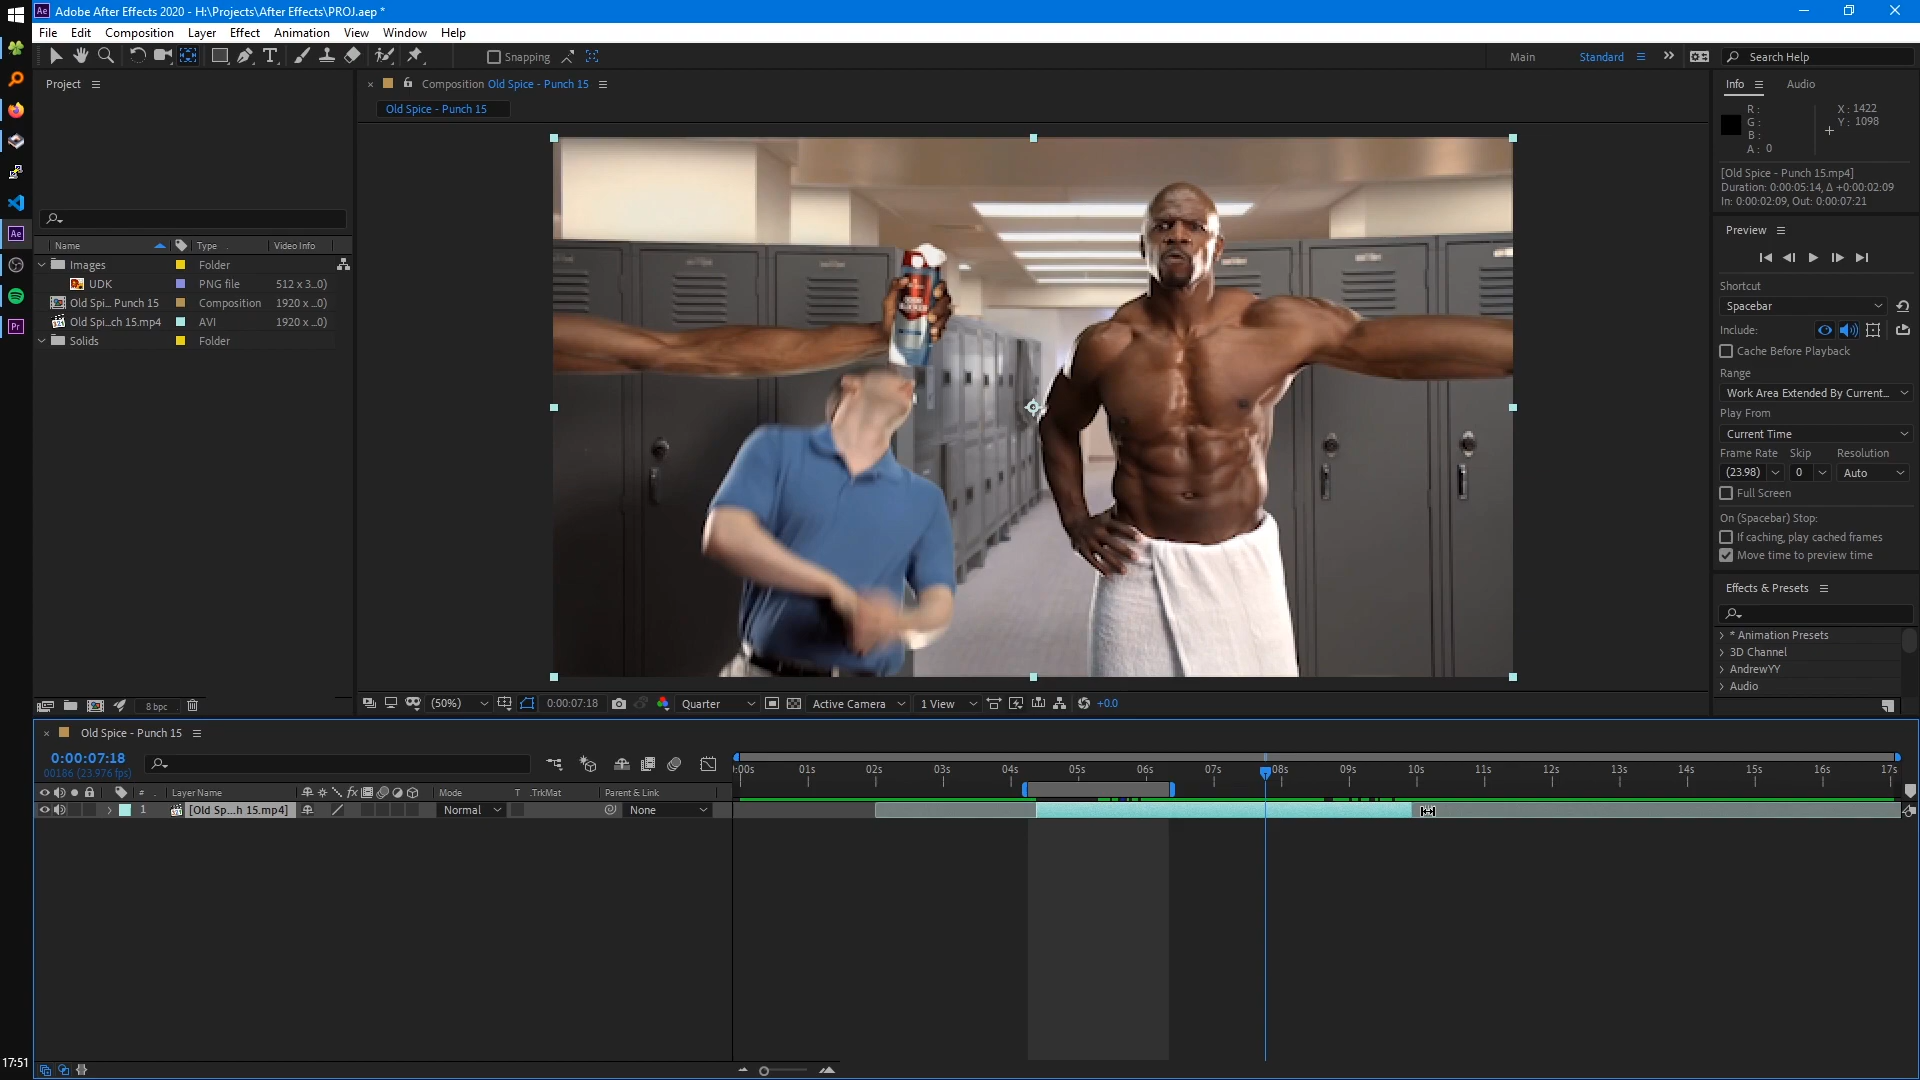 Ae Adobe After Effects 2020 - H:\Projects\After Effects\PROJ.aep *
File Edit Composition Layer Effect Animation View Window Help
Snapping
Main Standard Search Help
Project
Composition Old Spice - Punch 15
Old Spice - Punch 15
Name Type Video Info
Images Folder
UDK PNG file 512 x 3...0)
Old Spi... Punch 15 Composition 1920 x ...0)
Old Spi...ch 15.mp4 AVI 1920 x ...0)
Solids Folder
8 bpc
(50%) 0:00:07:18 Quarter Active Camera 1 View +0.0
Info Audio
R : X : 1422
G : Y : 1098
B :
A : 0
[Old Spice - Punch 15.mp4]
Duration: 0:00:05:14, Δ +0:00:02:09
In: 0:00:02:09, Out: 0:00:07:21
Preview
Shortcut
Spacebar
Include:
Cache Before Playback
Range
Work Area Extended By Current...
Play From
Current Time
Frame Rate Skip Resolution
(23.98) 0 Auto
Full Screen
On (Spacebar) Stop:
If caching, play cached frames
Move time to preview time
Effects & Presets
* Animation Presets
3D Channel
AndrewYY
Audio
Old Spice - Punch 15
0:00:07:18
00186 (23.976 fps)
:00s 01s 02s 03s 04s 05s 06s 07s 08s 09s 10s 11s 12s 13s 14s 15s 16s 17s
# Layer Name fx Mode T .TrkMat Parent & Link
1 [Old Sp...h 15.mp4] Normal None
Ae
Pr
17:51